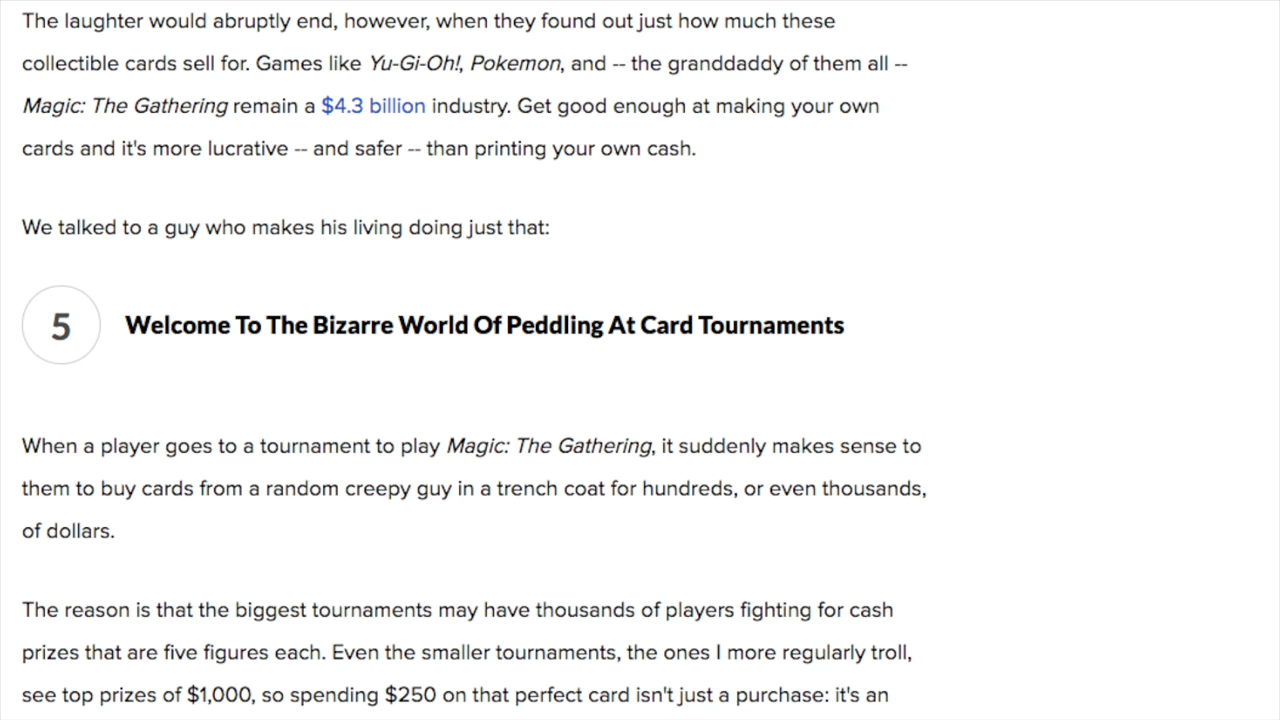 The laughter would abruptly end, however, when they found out just how much these
collectible cards sell for. Games like Yu-Gi-Oh!, Pokemon, and -- the granddaddy of them all --
Magic: The Gathering remain a $4.3 billion industry. Get good enough at making your own
cards and it's more lucrative -- and safer -- than printing your own cash.
We talked to a guy who makes his living doing just that:
5 Welcome To The Bizarre World Of Peddling At Card Tournaments
When a player goes to a tournament to play Magic: The Gathering, it suddenly makes sense to
them to buy cards from a random creepy guy in a trench coat for hundreds, or even thousands,
of dollars.
The reason is that the biggest tournaments may have thousands of players fighting for cash
prizes that are five figures each. Even the smaller tournaments, the ones I more regularly troll,
see top prizes of $1,000, so spending $250 on that perfect card isn't just a purchase: it's an